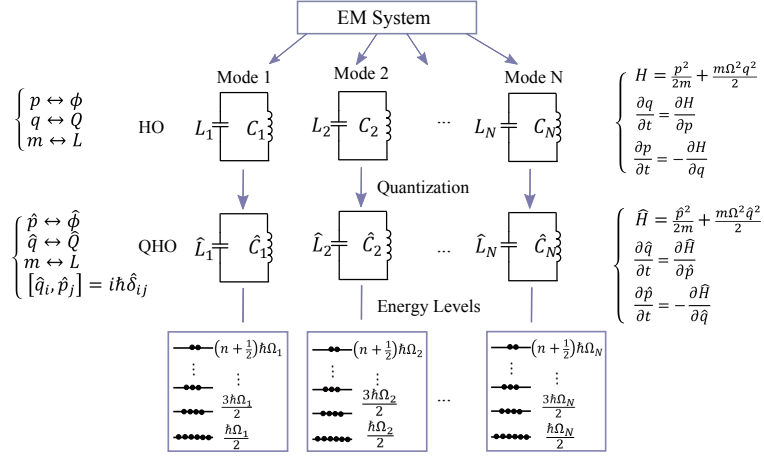 EM System
Mode 1
Mode 2
Mode N
p ↔ ϕ
q ↔ Q
m ↔ L
HO
L₁ C₁
L₂ C₂
...
L_N C_N
H = p²/2m + mΩ²q²/2
∂q/∂t = ∂H/∂p
∂p/∂t = −∂H/∂q
Quantization
p̂ ↔ ϕ̂
q̂ ↔ Q̂
m ↔ L
[q̂ᵢ, p̂ⱼ] = iħδ̂ᵢⱼ
QHO
L̂₁ Ĉ₁
L̂₂ Ĉ₂
...
L̂_N Ĉ_N
Ĥ = p̂²/2m + mΩ²q̂²/2
∂q̂/∂t = ∂Ĥ/∂p̂
∂p̂/∂t = −∂Ĥ/∂q̂
Energy Levels
(n + 1/2)ħΩ₁
⋮ ⋮
3ħΩ₁/2
ħΩ₁/2
(n + 1/2)ħΩ₂
⋮ ⋮
3ħΩ₂/2
ħΩ₂/2
...
(n + 1/2)ħΩ_N
⋮ ⋮
3ħΩ_N/2
ħΩ_N/2